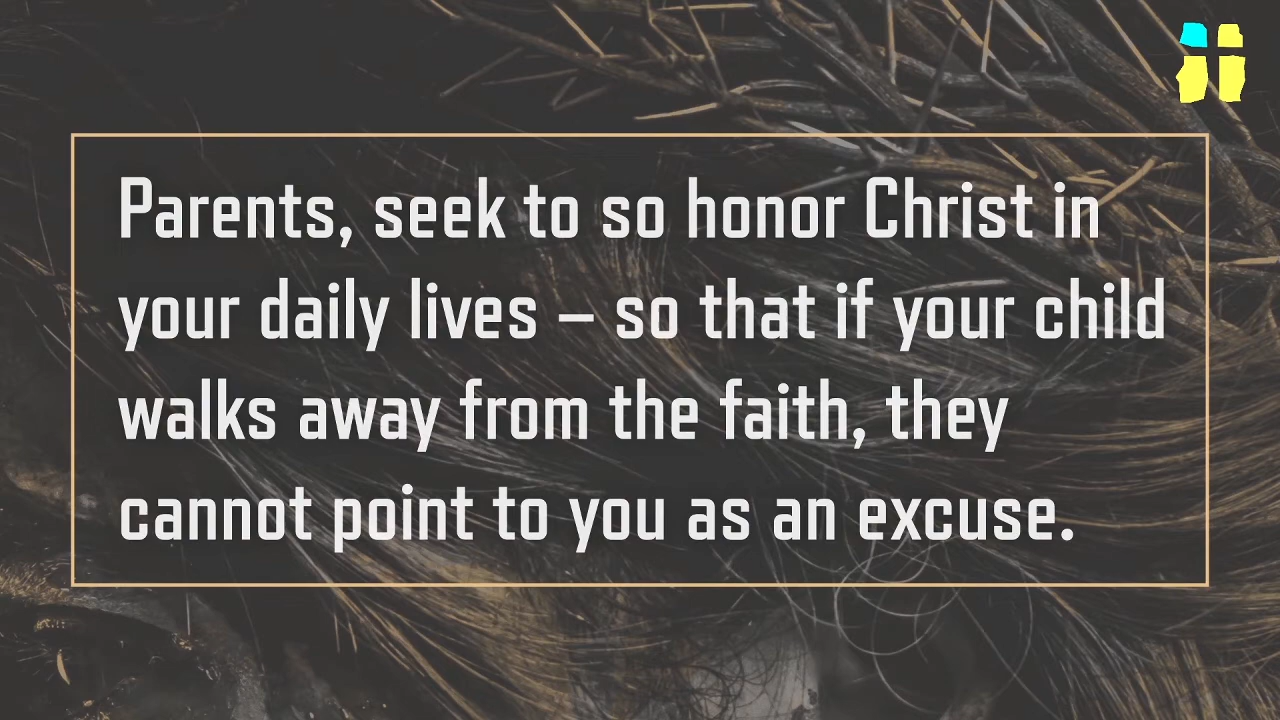 Parents, seek to so honor Christ in
your daily lives – so that if your child
walks away from the faith, they
cannot point to you as an excuse.